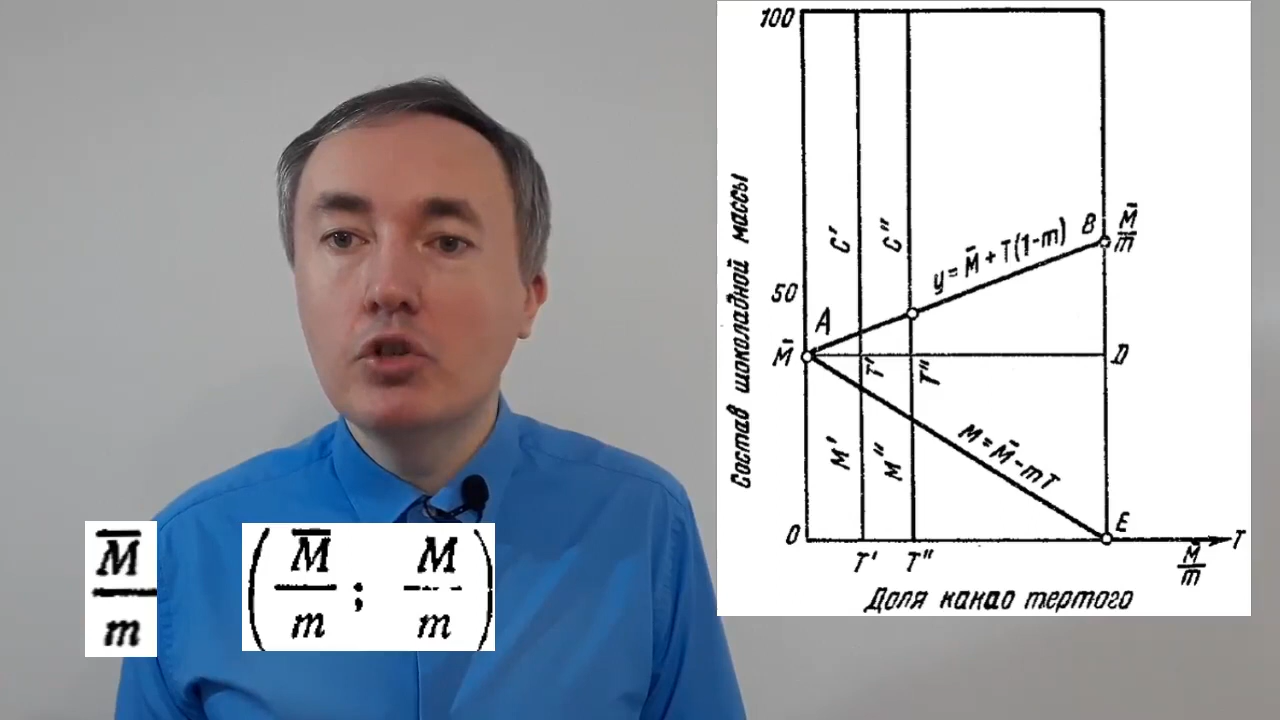 100
Состав шоколадной массы
C' C"
B M̄/m
y = M̄ + T(1-m)
50
A
M̄
T' T"
D
M = M̄ - mT
M' M"
E
0
T' T"
T
M̄/m
Доля какао тертого
M̄/m
(M̄/m ; M/m)